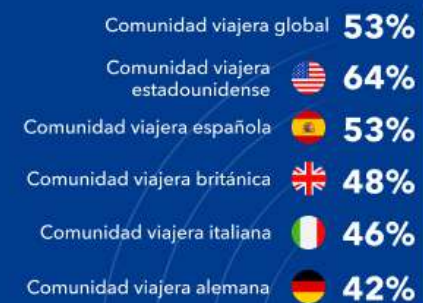 Comunidad viajera global 53%
Comunidad viajera
estadounidense 64%
Comunidad viajera española 53%
Comunidad viajera británica 48%
Comunidad viajera italiana 46%
Comunidad viajera alemana 42%